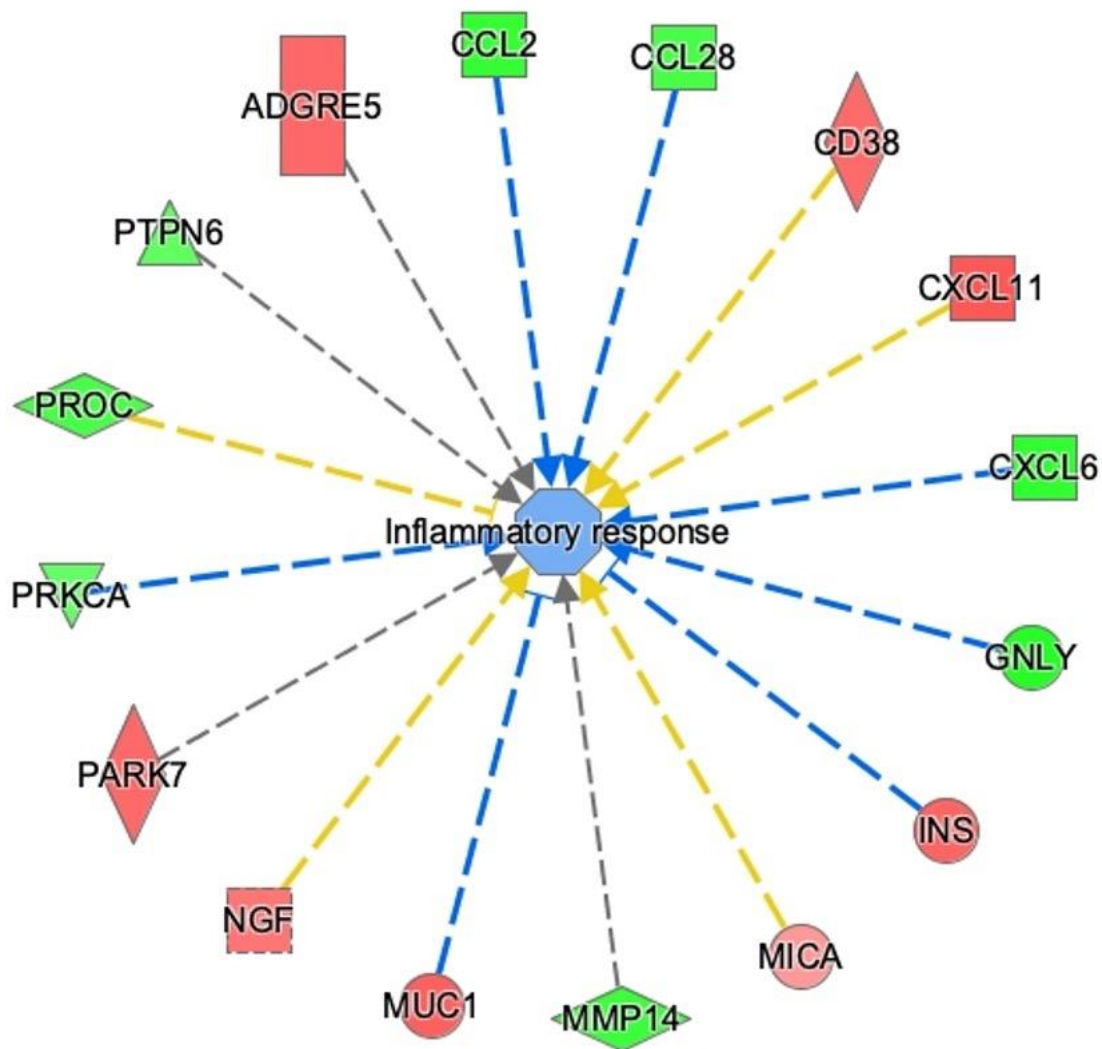 CCL2
CCL28
ADGRE5
CD38
PTPN6
CXCL11
PROC
CXCL6
Inflammatory response
PRKCA
GNLY
PARK7
INS
NGF
MICA
MUC1
MMP14